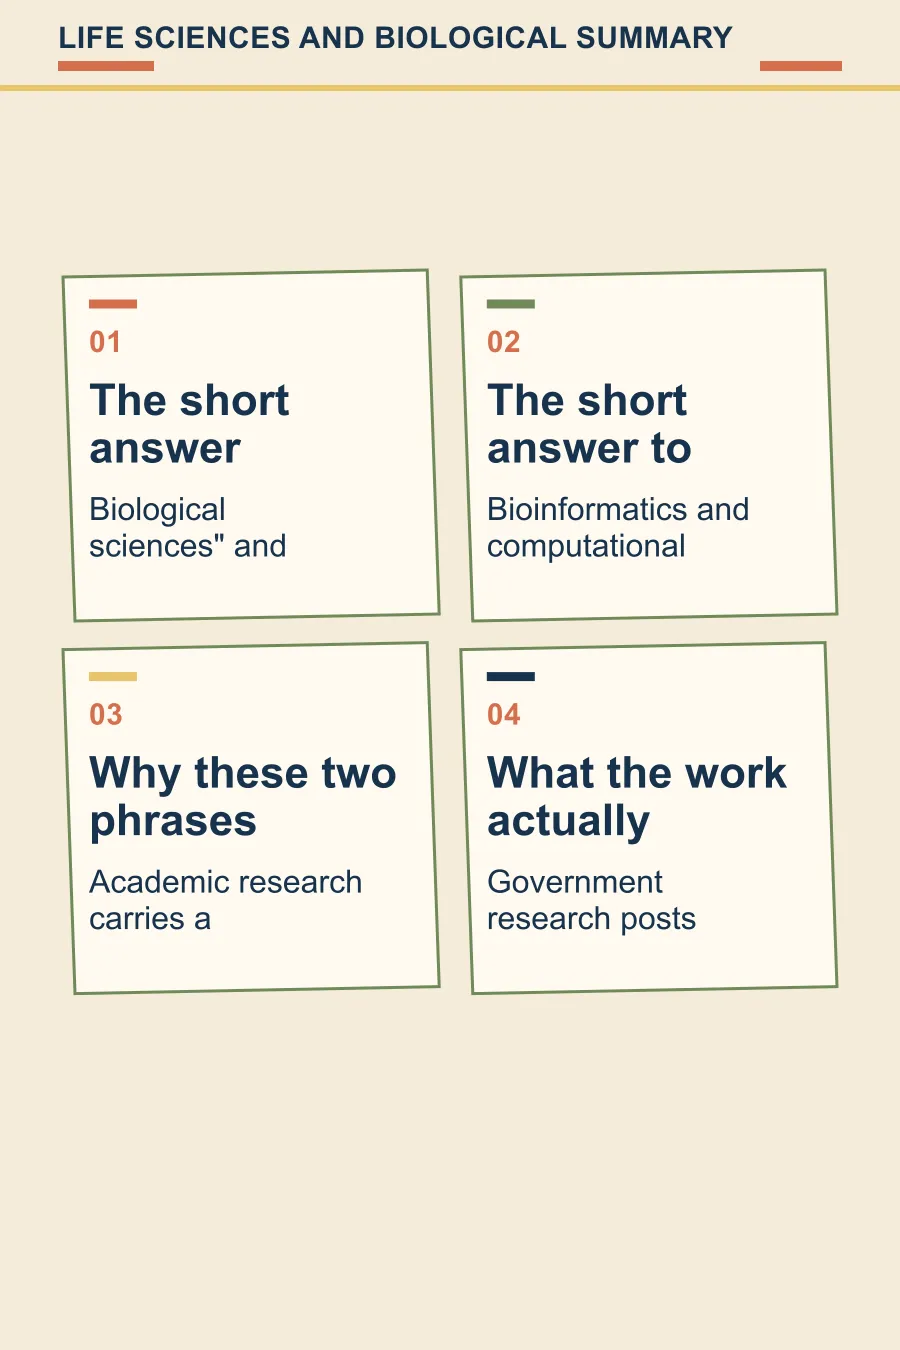 LIFE SCIENCES AND BIOLOGICAL SUMMARY
01
The short
answer
Biological
sciences" and
02
The short
answer to
Bioinformatics and
computational
03
Why these two
phrases
Academic research
carries a
04
What the work
actually
Government
research posts